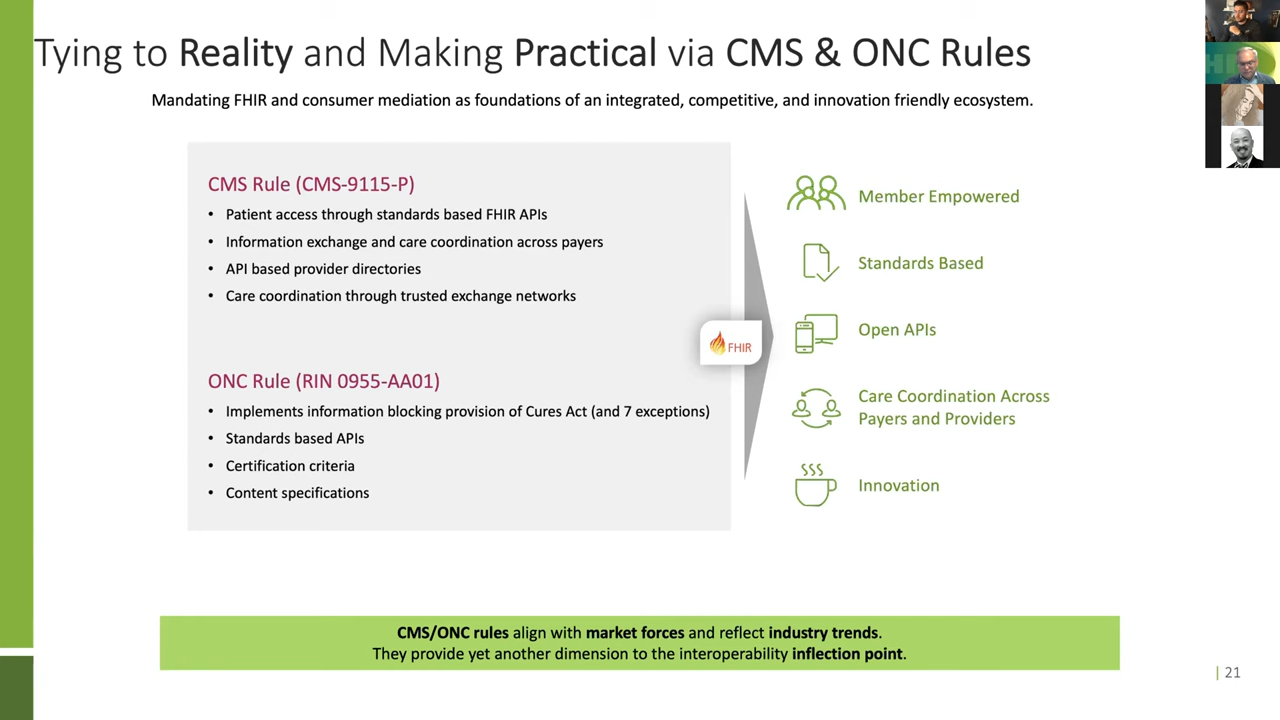 Tying to Reality and Making Practical via CMS & ONC Rules
Mandating FHIR and consumer mediation as foundations of an integrated, competitive, and innovation friendly ecosystem.
CMS Rule (CMS-9115-P)
• Patient access through standards based FHIR APIs
• Information exchange and care coordination across payers
• API based provider directories
• Care coordination through trusted exchange networks
ONC Rule (RIN 0955-AA01)
• Implements information blocking provision of Cures Act (and 7 exceptions)
• Standards based APIs
• Certification criteria
• Content specifications
FHIR
Member Empowered
Standards Based
Open APIs
Care Coordination Across
Payers and Providers
Innovation
CMS/ONC rules align with market forces and reflect industry trends.
They provide yet another dimension to the interoperability inflection point.
| 21